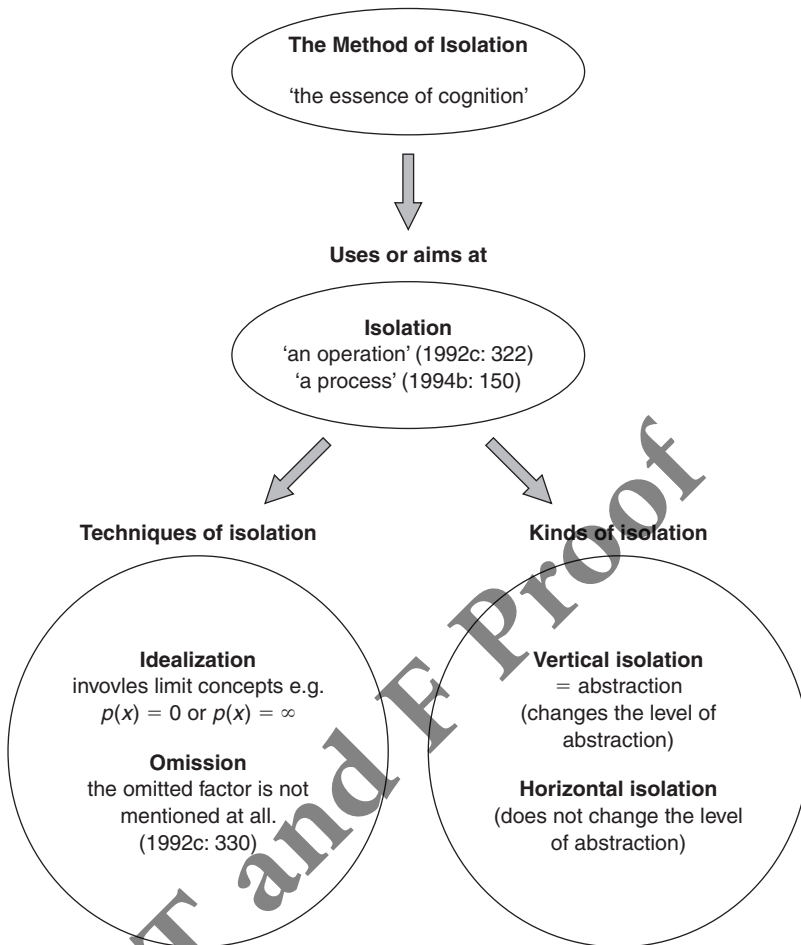 The Method of Isolation
‘the essence of cognition’
Uses or aims at
Isolation
‘an operation’ (1992c: 322)
‘a process’ (1994b: 150)
Techniques of isolation
Idealization
invovles limit concepts e.g.
p(x) = 0 or p(x) = ∞
Omission
the omitted factor is not
mentioned at all.
(1992c: 330)
Kinds of isolation
Vertical isolation
= abstraction
(changes the level of
abstraction)
Horizontal isolation
(does not change the level
of abstraction)
T and F Proof